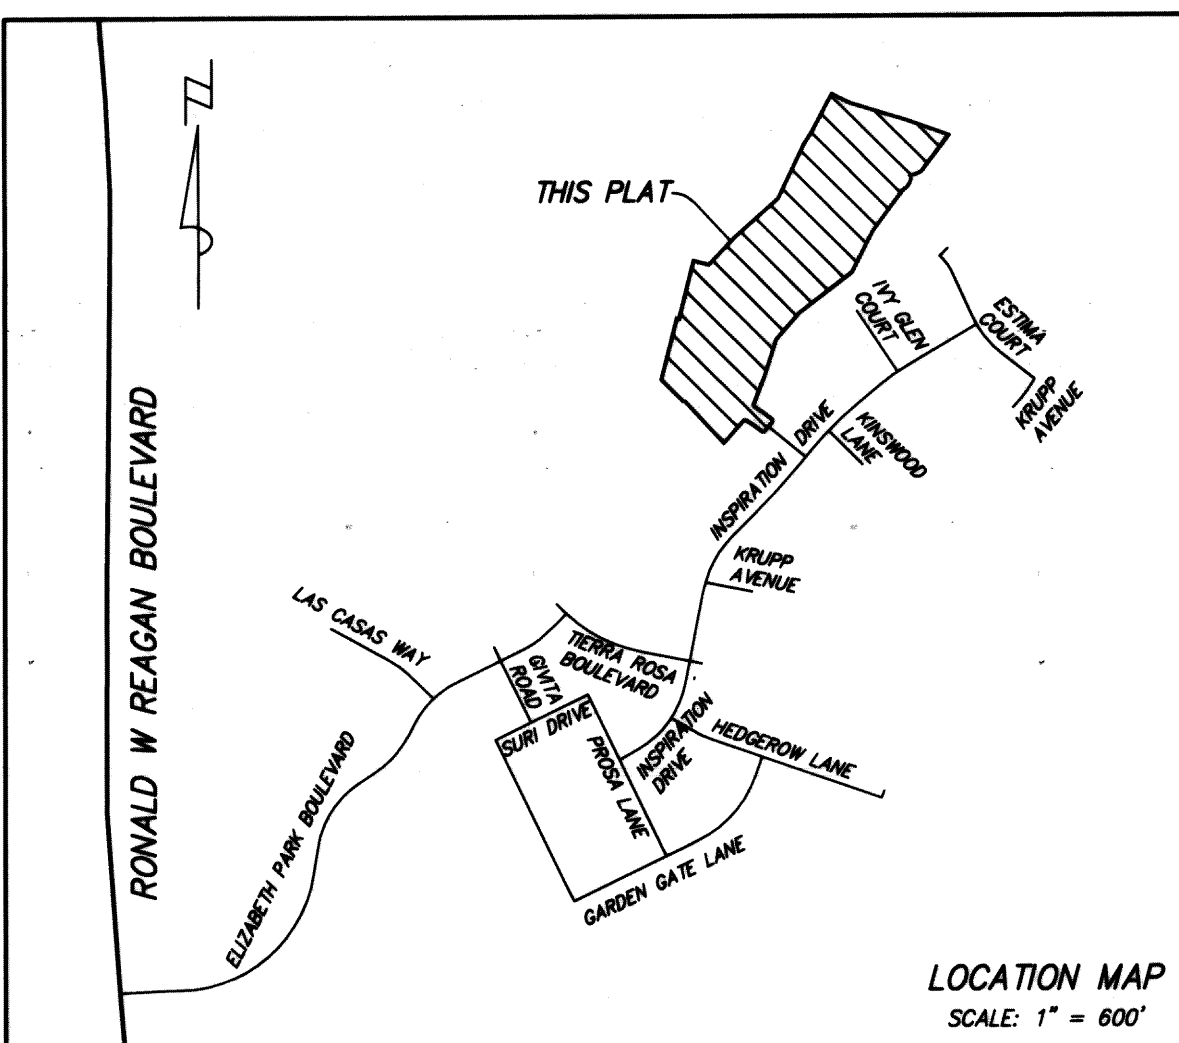 N
THIS PLAT
IVY GLEN
COURT
ESTIMA
COURT
KRUPP
AVENUE
INSPIRATION DRIVE
KINSWOOD
LANE
RONALD W REAGAN BOULEVARD
KRUPP
AVENUE
LAS CASAS WAY
TIERRA ROSA
BOULEVARD
GIVITA
ROAD
SURI DRIVE
PROSA LANE
INSPIRATION
DRIVE
HEDGEROW LANE
ELIZABETH PARK BOULEVARD
GARDEN GATE LANE
LOCATION MAP
SCALE: 1" = 600'